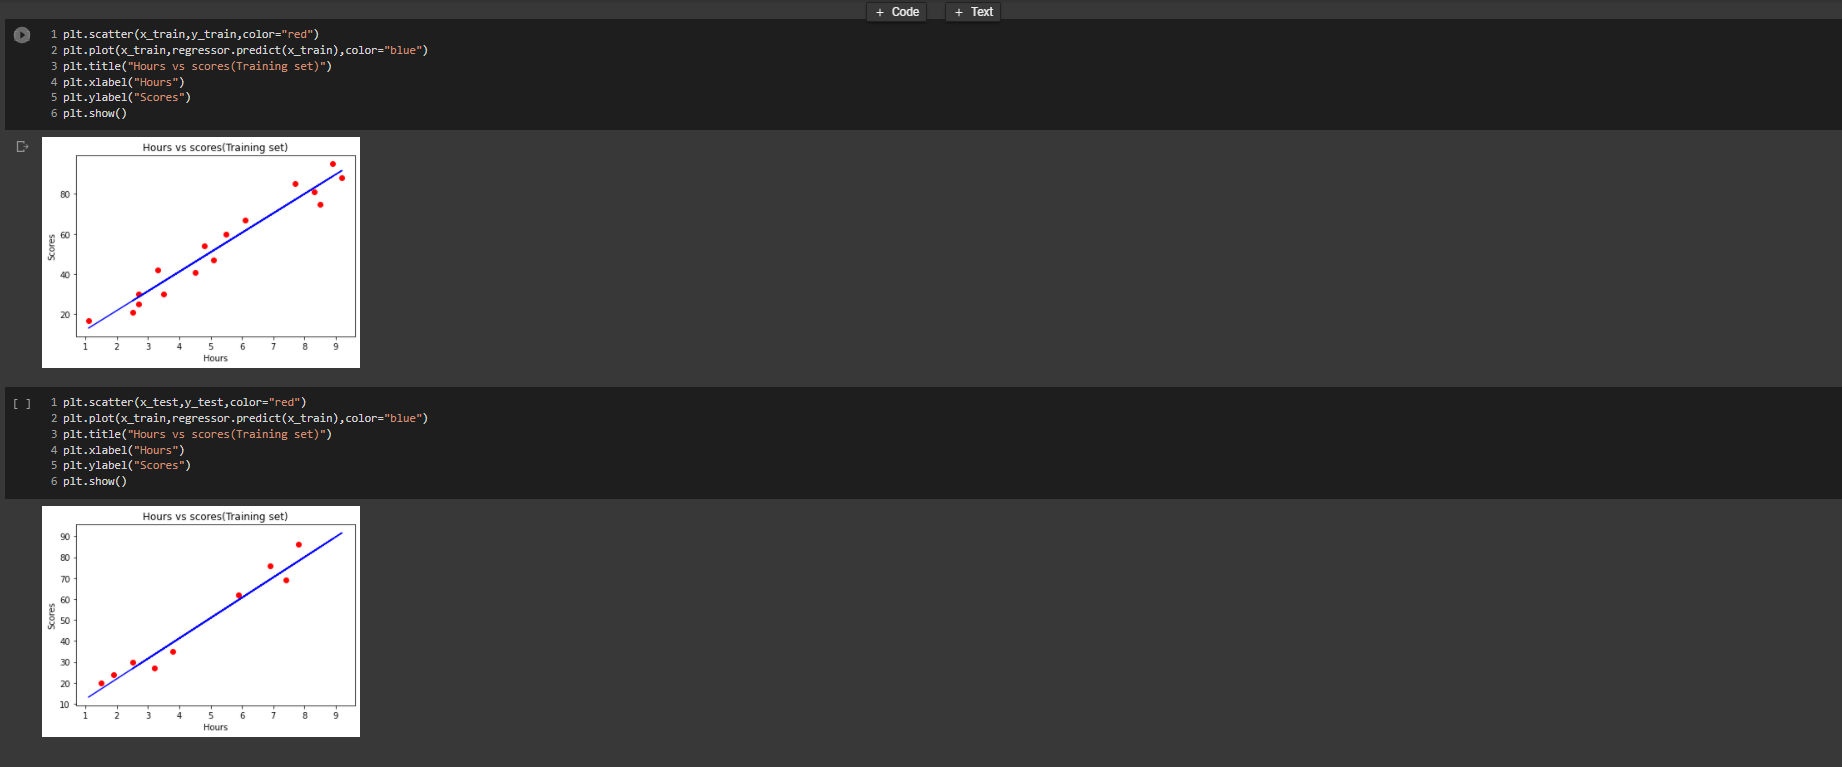 + Code + Text
1 plt.scatter(x_train,y_train,color="red")
2 plt.plot(x_train,regressor.predict(x_train),color="blue")
3 plt.title("Hours vs scores(Training set)")
4 plt.xlabel("Hours")
5 plt.ylabel("Scores")
6 plt.show()
Hours vs scores(Training set)
80
60
40
20
Scores
1 2 3 4 5 6 7 8 9
Hours
[ ]
1 plt.scatter(x_test,y_test,color="red")
2 plt.plot(x_train,regressor.predict(x_train),color="blue")
3 plt.title("Hours vs scores(Training set)")
4 plt.xlabel("Hours")
5 plt.ylabel("Scores")
6 plt.show()
Hours vs scores(Training set)
90
80
70
60
50
40
30
20
10
Scores
1 2 3 4 5 6 7 8 9
Hours